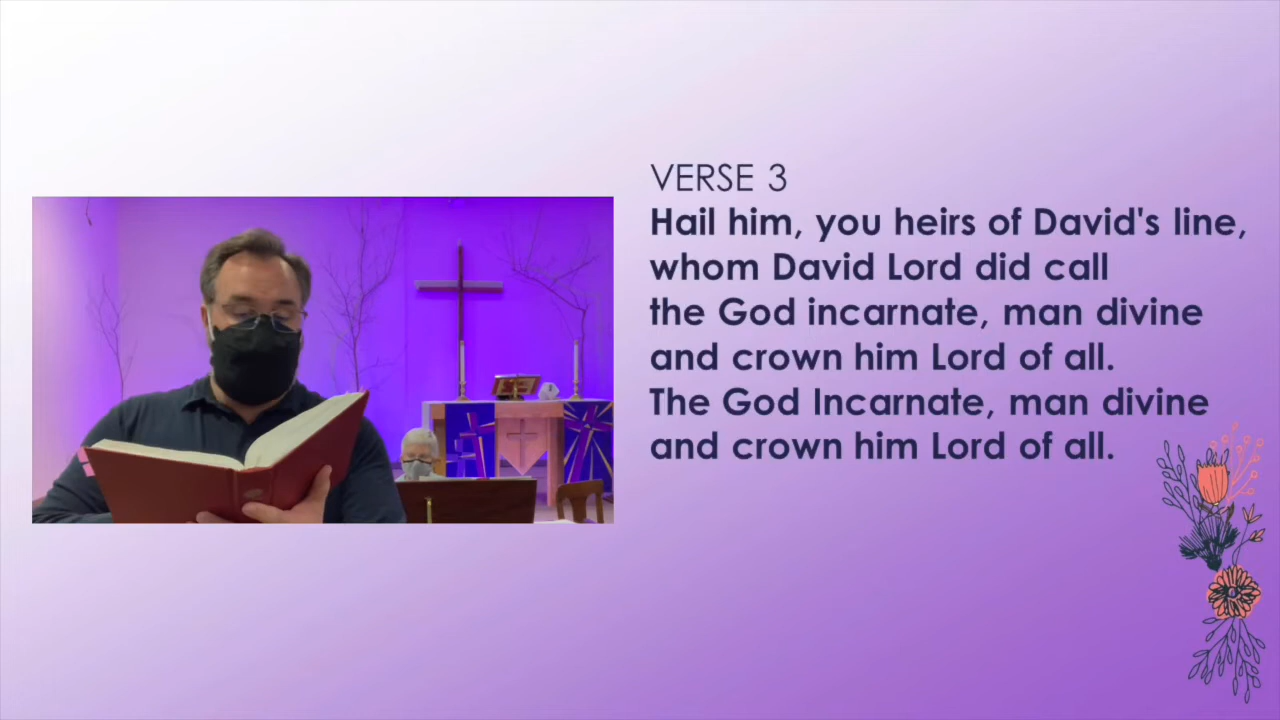 VERSE 3
Hail him, you heirs of David's line,
whom David Lord did call
the God incarnate, man divine
and crown him Lord of all.
The God Incarnate, man divine
and crown him Lord of all.